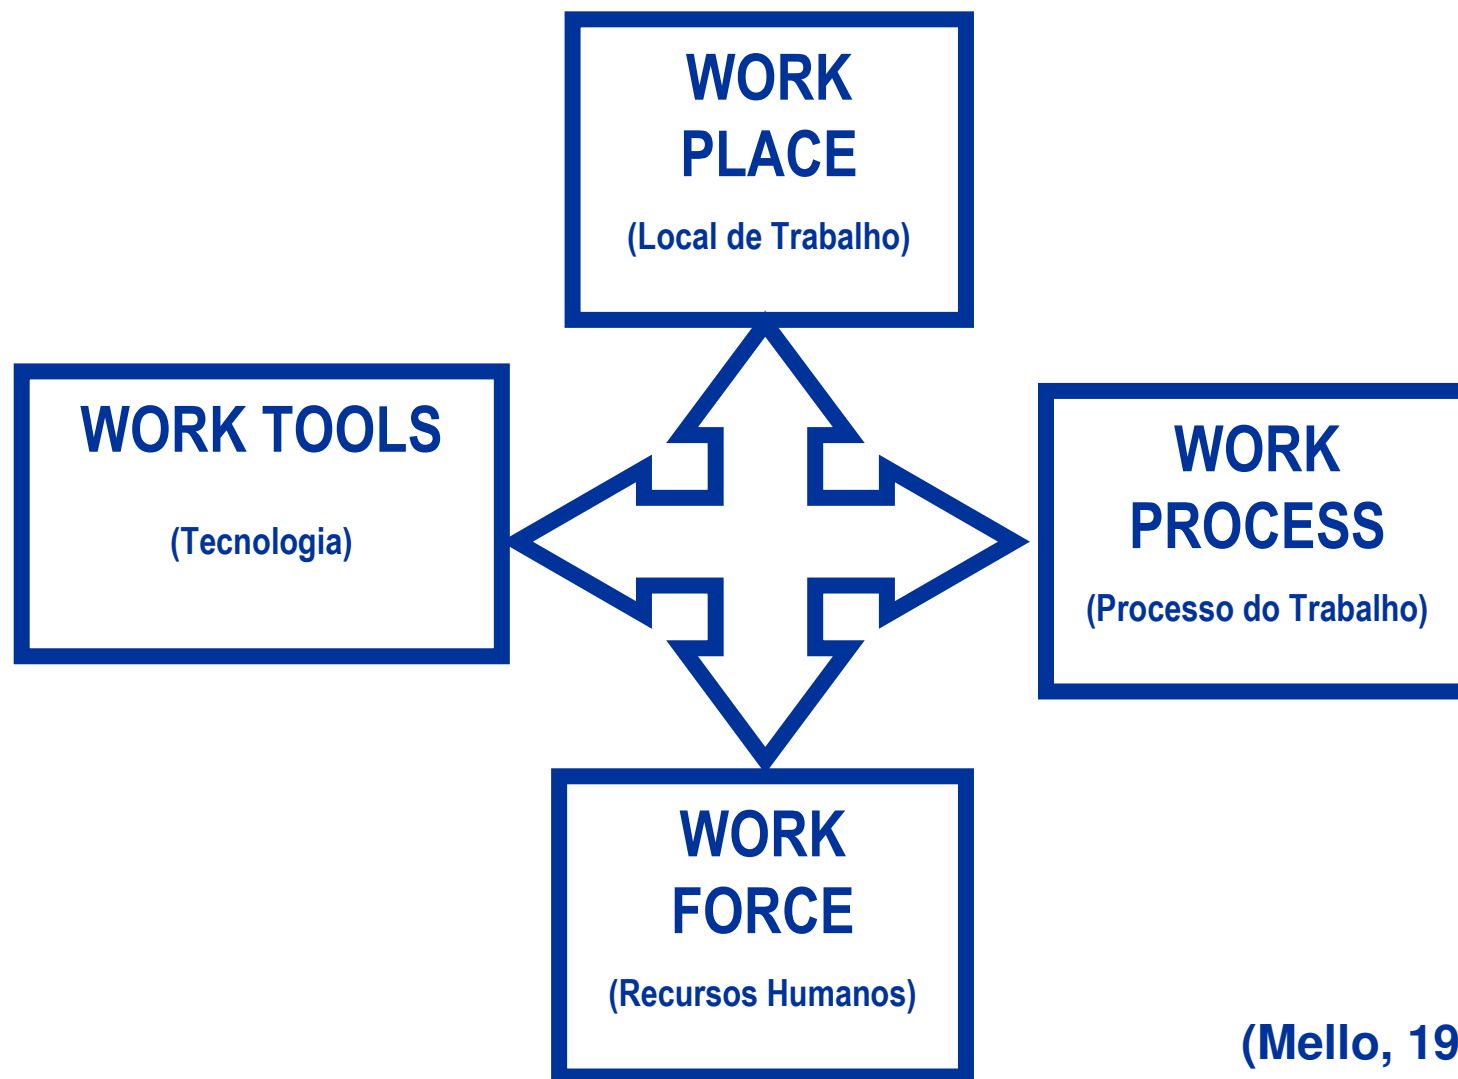 WORK
PLACE
(Local de Trabalho)
WORK TOOLS
(Tecnologia)
WORK
PROCESS
(Processo do Trabalho)
WORK
FORCE
(Recursos Humanos)
(Mello, 19